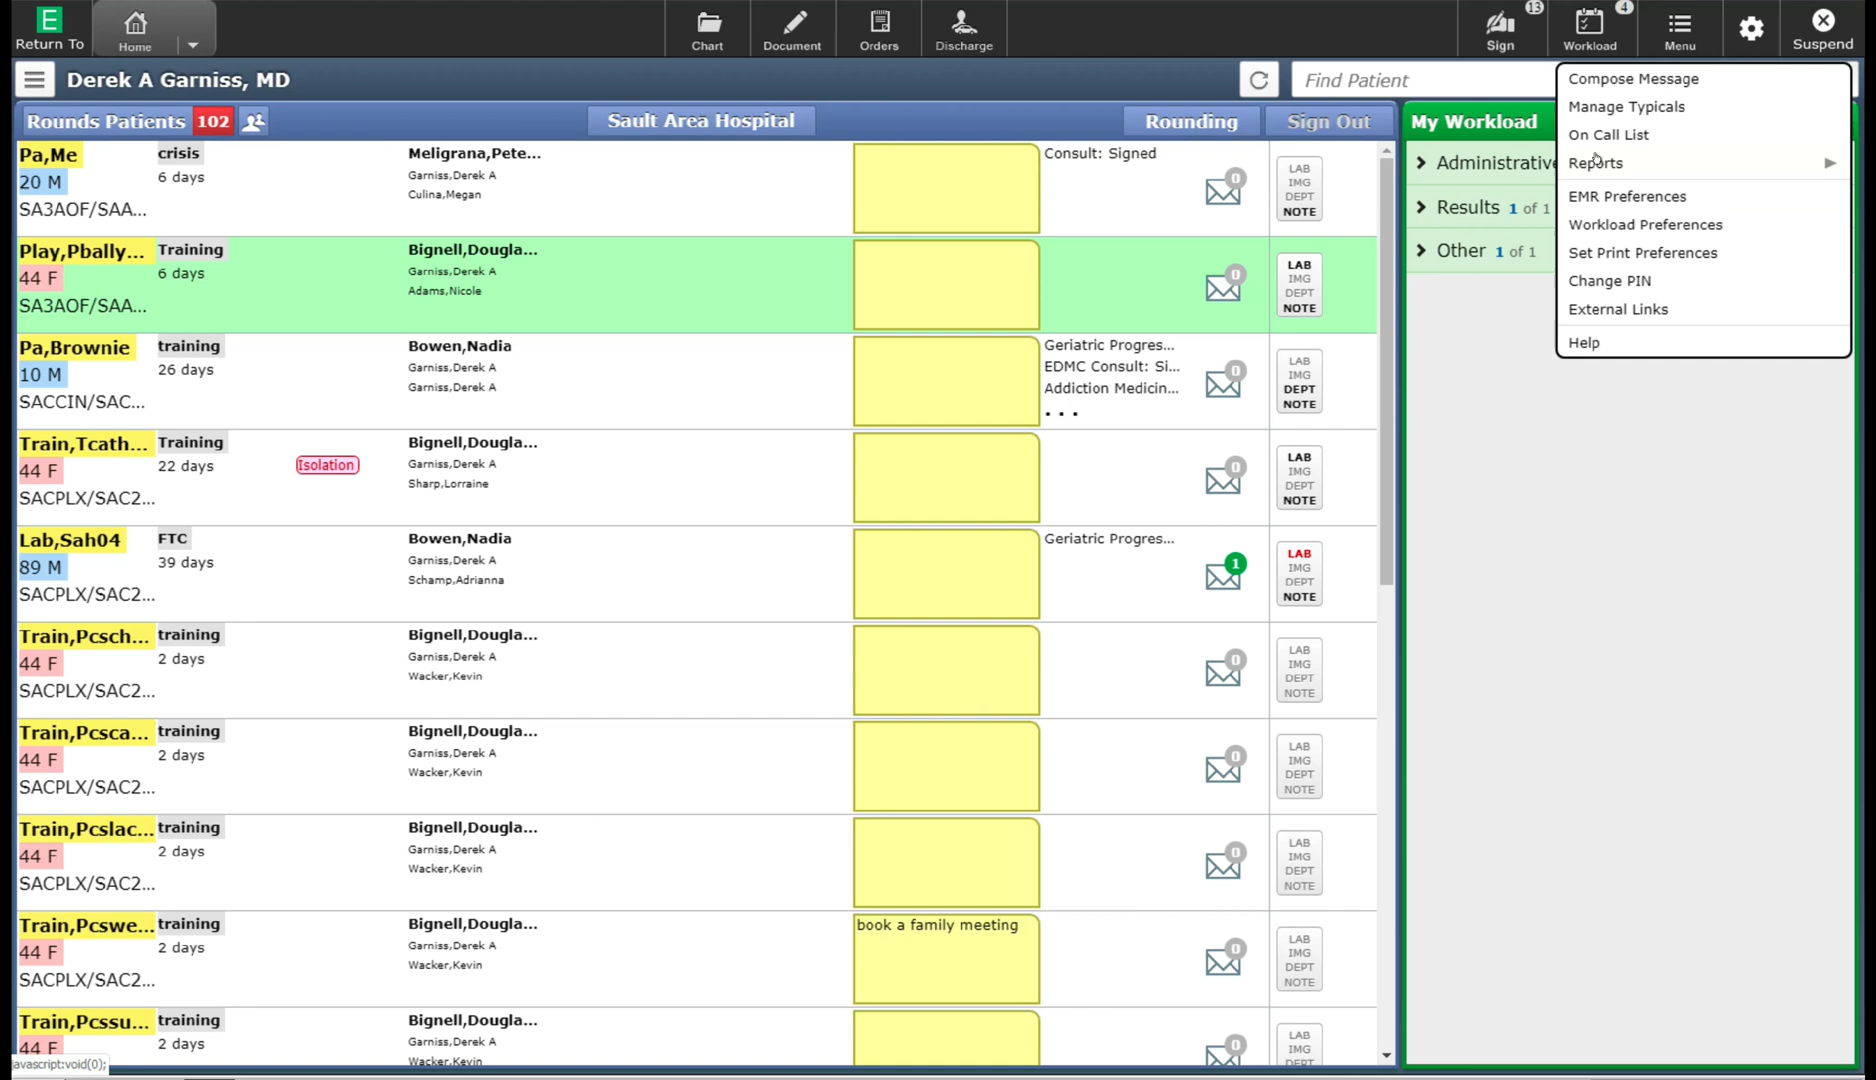 E
Return To
Home
Chart
Document
Orders
Discharge
13
Sign
4
Workload
Menu
Suspend
Derek A Garniss, MD
Find Patient
Rounds Patients 102
Sault Area Hospital
Rounding
Sign Out
My Workload
Administrative
Results 1 of 1
Other 1 of 1
Compose Message
Manage Typicals
On Call List
Reports
EMR Preferences
Workload Preferences
Set Print Preferences
Change PIN
External Links
Help
Pa,Me
20 M
SA3AOF/SAA...
crisis
6 days
Meligrana,Pete...
Garniss,Derek A
Culina,Megan
Consult: Signed
0
LAB
IMG
DEPT
NOTE
Play,Pbally...
44 F
SA3AOF/SAA...
Training
6 days
Bignell,Dougla...
Garniss,Derek A
Adams,Nicole
0
LAB
IMG
DEPT
NOTE
Pa,Brownie
10 M
SACCIN/SAC...
training
26 days
Bowen,Nadia
Garniss,Derek A
Garniss,Derek A
Geriatric Progres...
EDMC Consult: Si...
Addiction Medicin...
...
0
LAB
IMG
DEPT
NOTE
Train,Tcath...
44 F
SACPLX/SAC2...
Training
22 days
Isolation
Bignell,Dougla...
Garniss,Derek A
Sharp,Lorraine
0
LAB
IMG
DEPT
NOTE
Lab,Sah04
89 M
SACPLX/SAC2...
FTC
39 days
Bowen,Nadia
Garniss,Derek A
Schamp,Adrianna
Geriatric Progres...
1
LAB
IMG
DEPT
NOTE
Train,Pcsch...
44 F
SACPLX/SAC2...
training
2 days
Bignell,Dougla...
Garniss,Derek A
Wacker,Kevin
0
LAB
IMG
DEPT
NOTE
Train,Pcsca...
44 F
SACPLX/SAC2...
training
2 days
Bignell,Dougla...
Garniss,Derek A
Wacker,Kevin
0
LAB
IMG
DEPT
NOTE
Train,Pcslac...
44 F
SACPLX/SAC2...
training
2 days
Bignell,Dougla...
Garniss,Derek A
Wacker,Kevin
0
LAB
IMG
DEPT
NOTE
Train,Pcswe...
44 F
SACPLX/SAC2...
training
2 days
Bignell,Dougla...
Garniss,Derek A
Wacker,Kevin
book a family meeting
0
LAB
IMG
DEPT
NOTE
Train,Pcssu...
44 F
training
2 days
Bignell,Dougla...
Garniss,Derek A
Wacker,Kevin
0
LAB
IMG
DEPT
javascript:void(0);